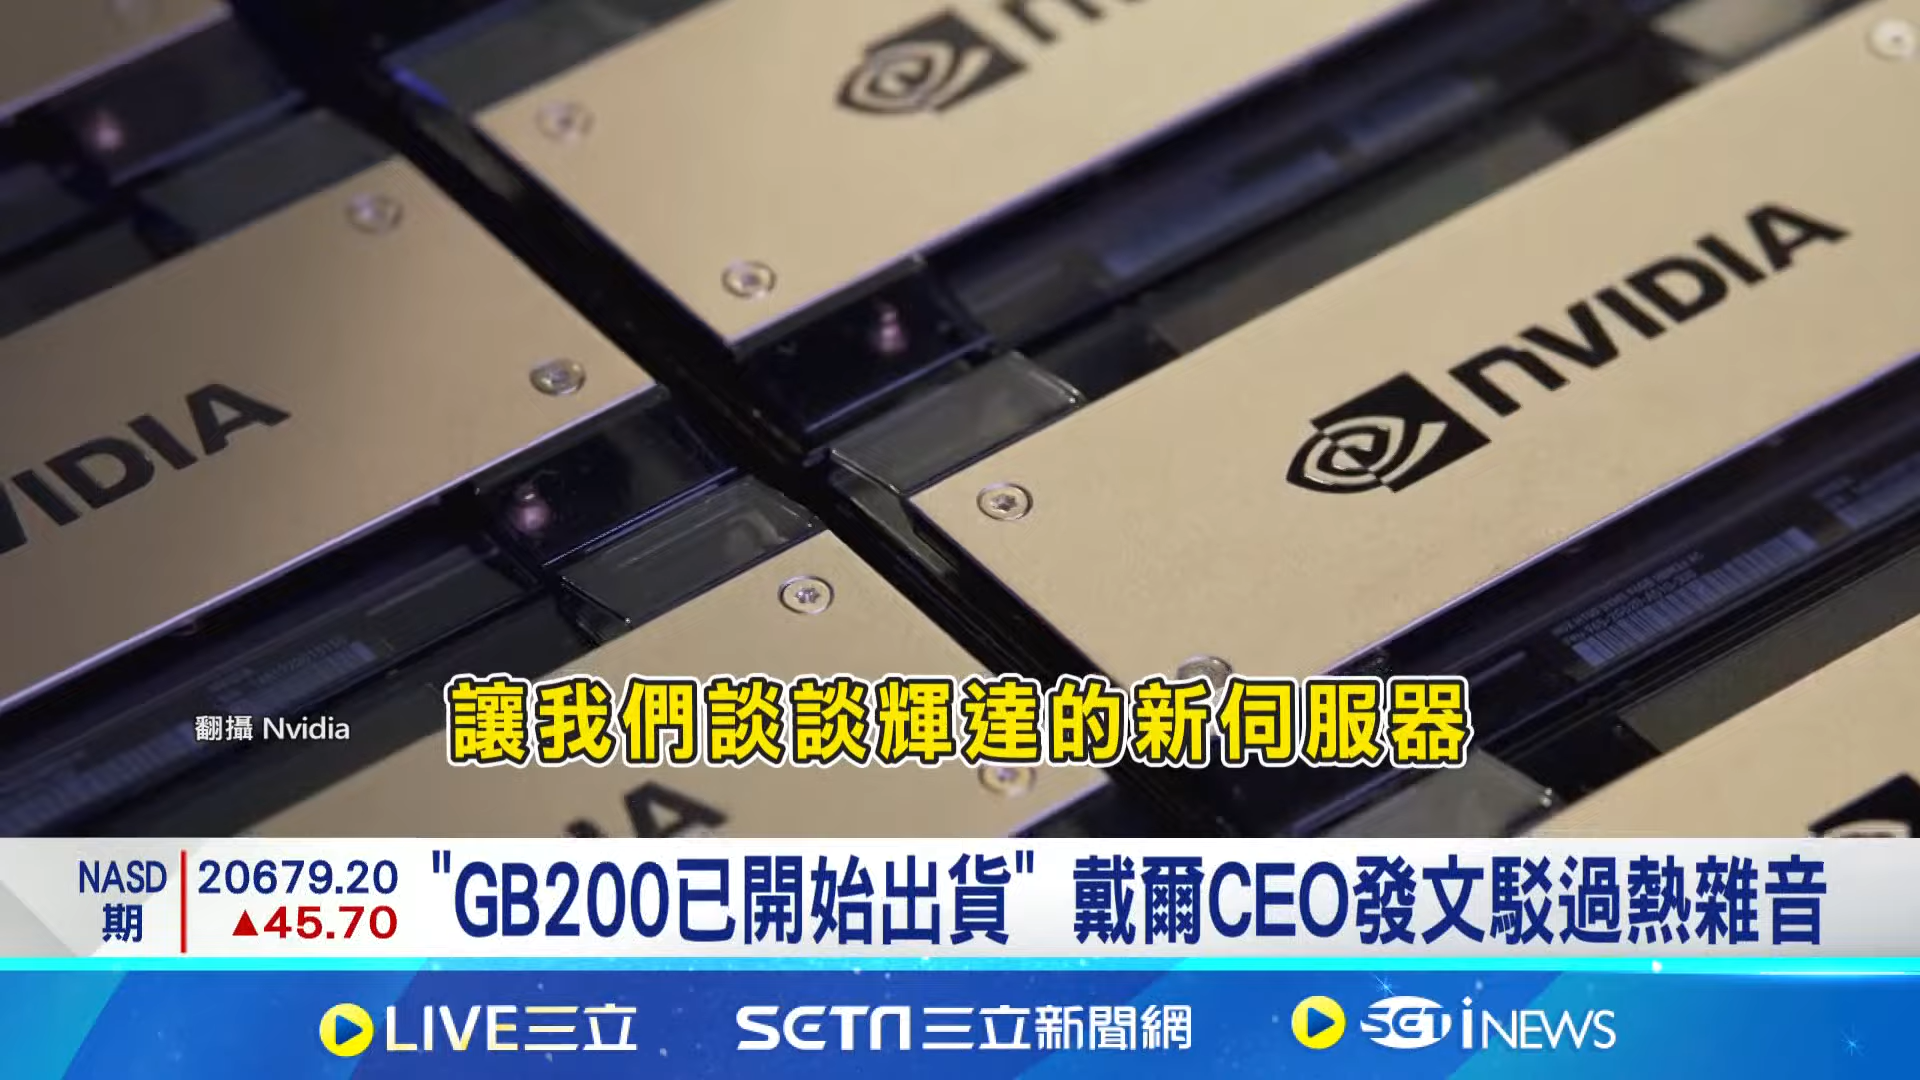 NVIDIA
VIDIA
讓我們談談輝達的新伺服器
翻攝 Nvidia
IA
NASD
期
20679.20
▲45.70
"GB200已開始出貨" 戴爾CEO發文駁過熱雜音
LIVE三立
SETN三立新聞網
SETiNEWS